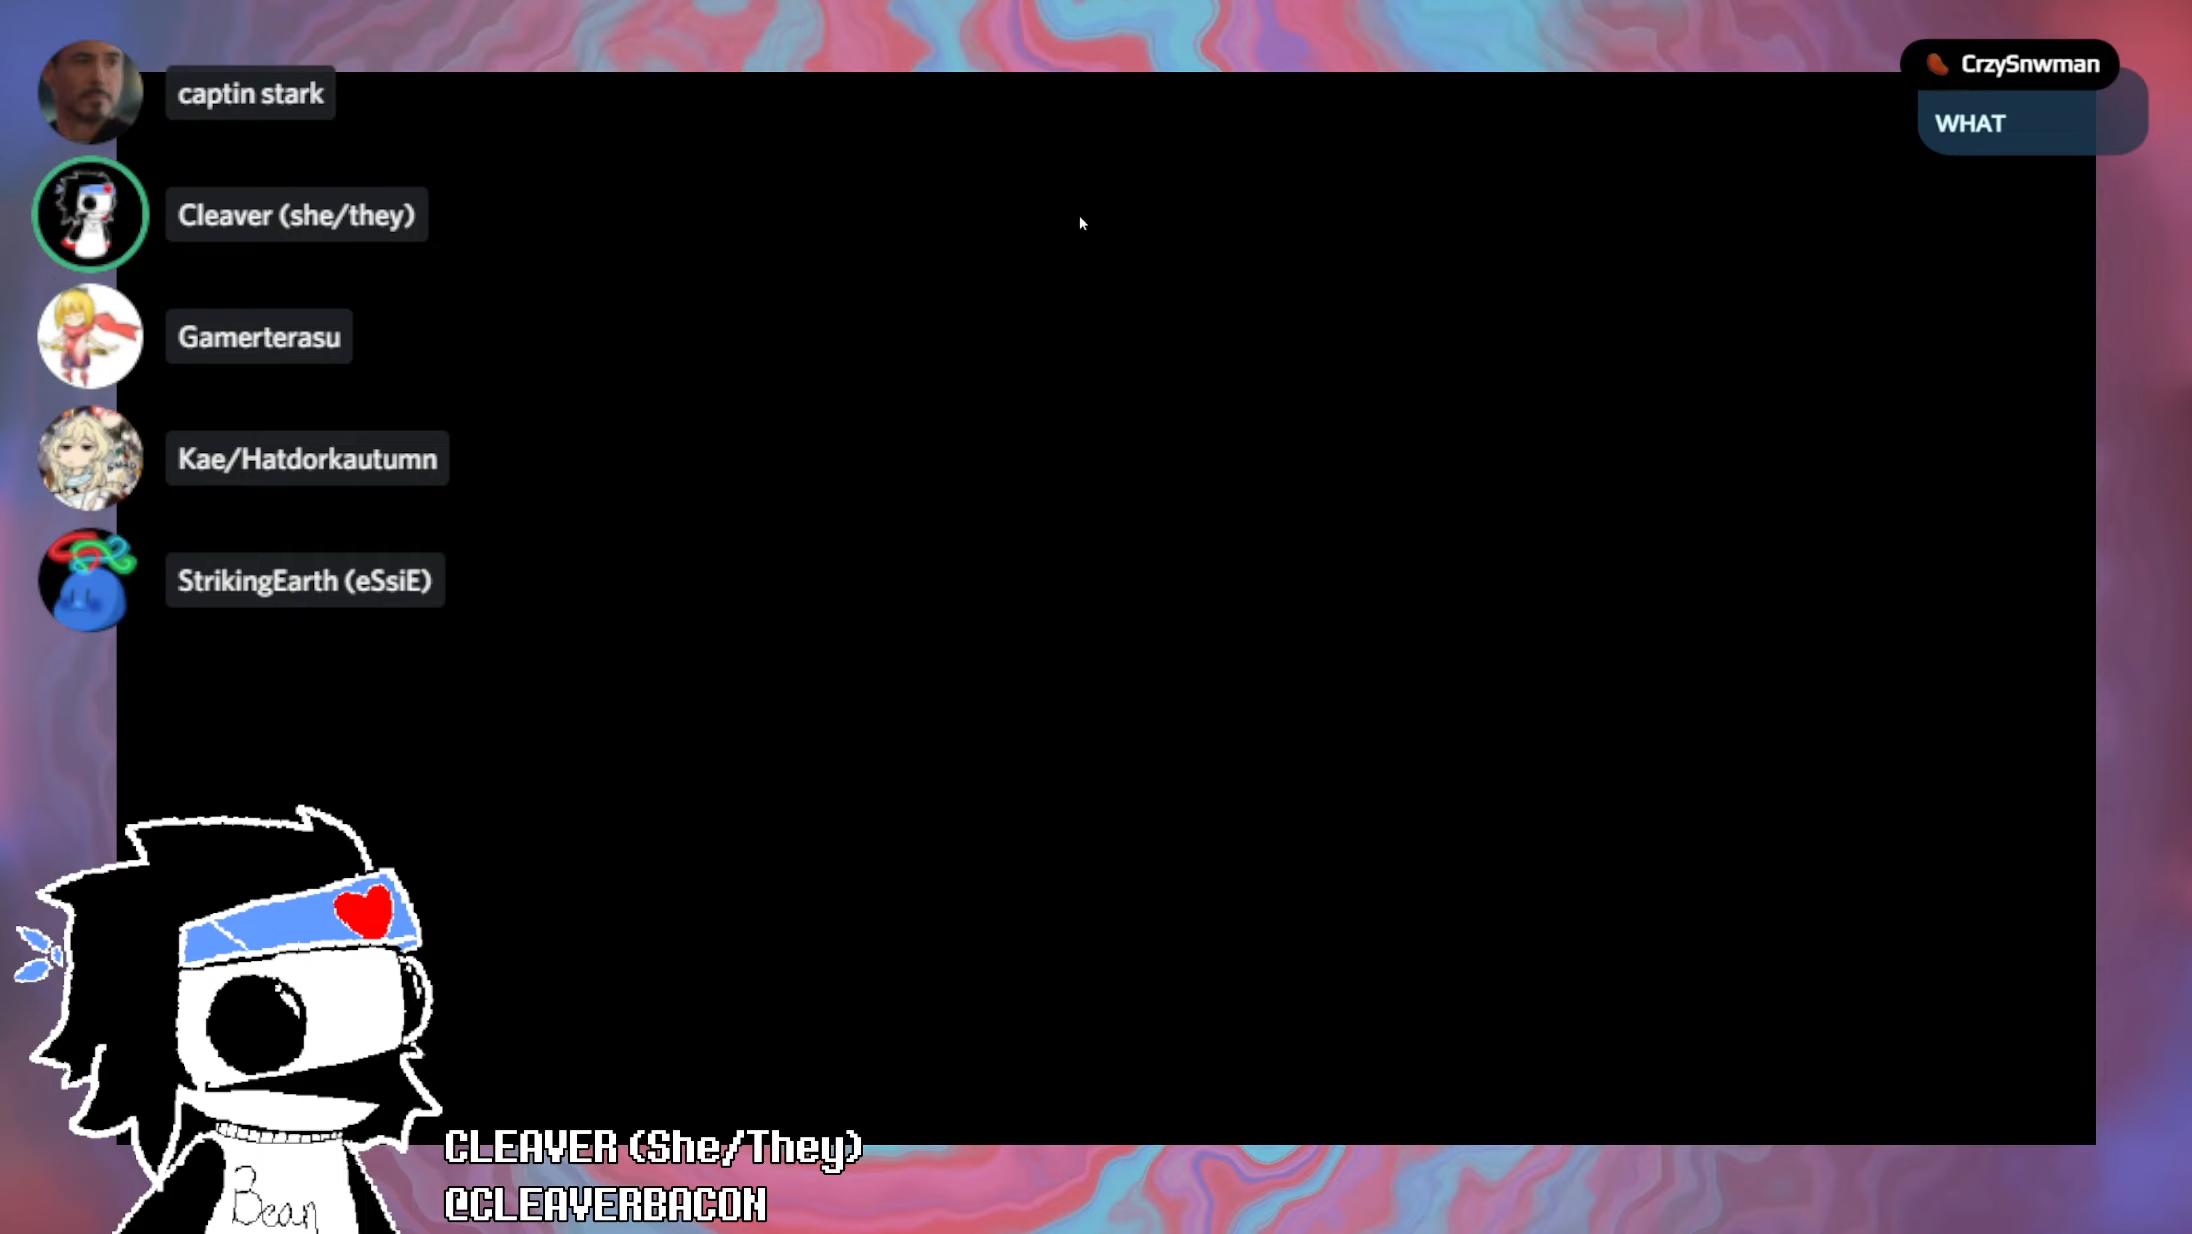 captin stark
Cleaver (she/they)
Gamerterasu
Kae/Hatdorkautumn
StrikingEarth (eSsiE)
CrzySnwman
WHAT
Bean
CLEAVER (She/They)
@CLEAVERBACON